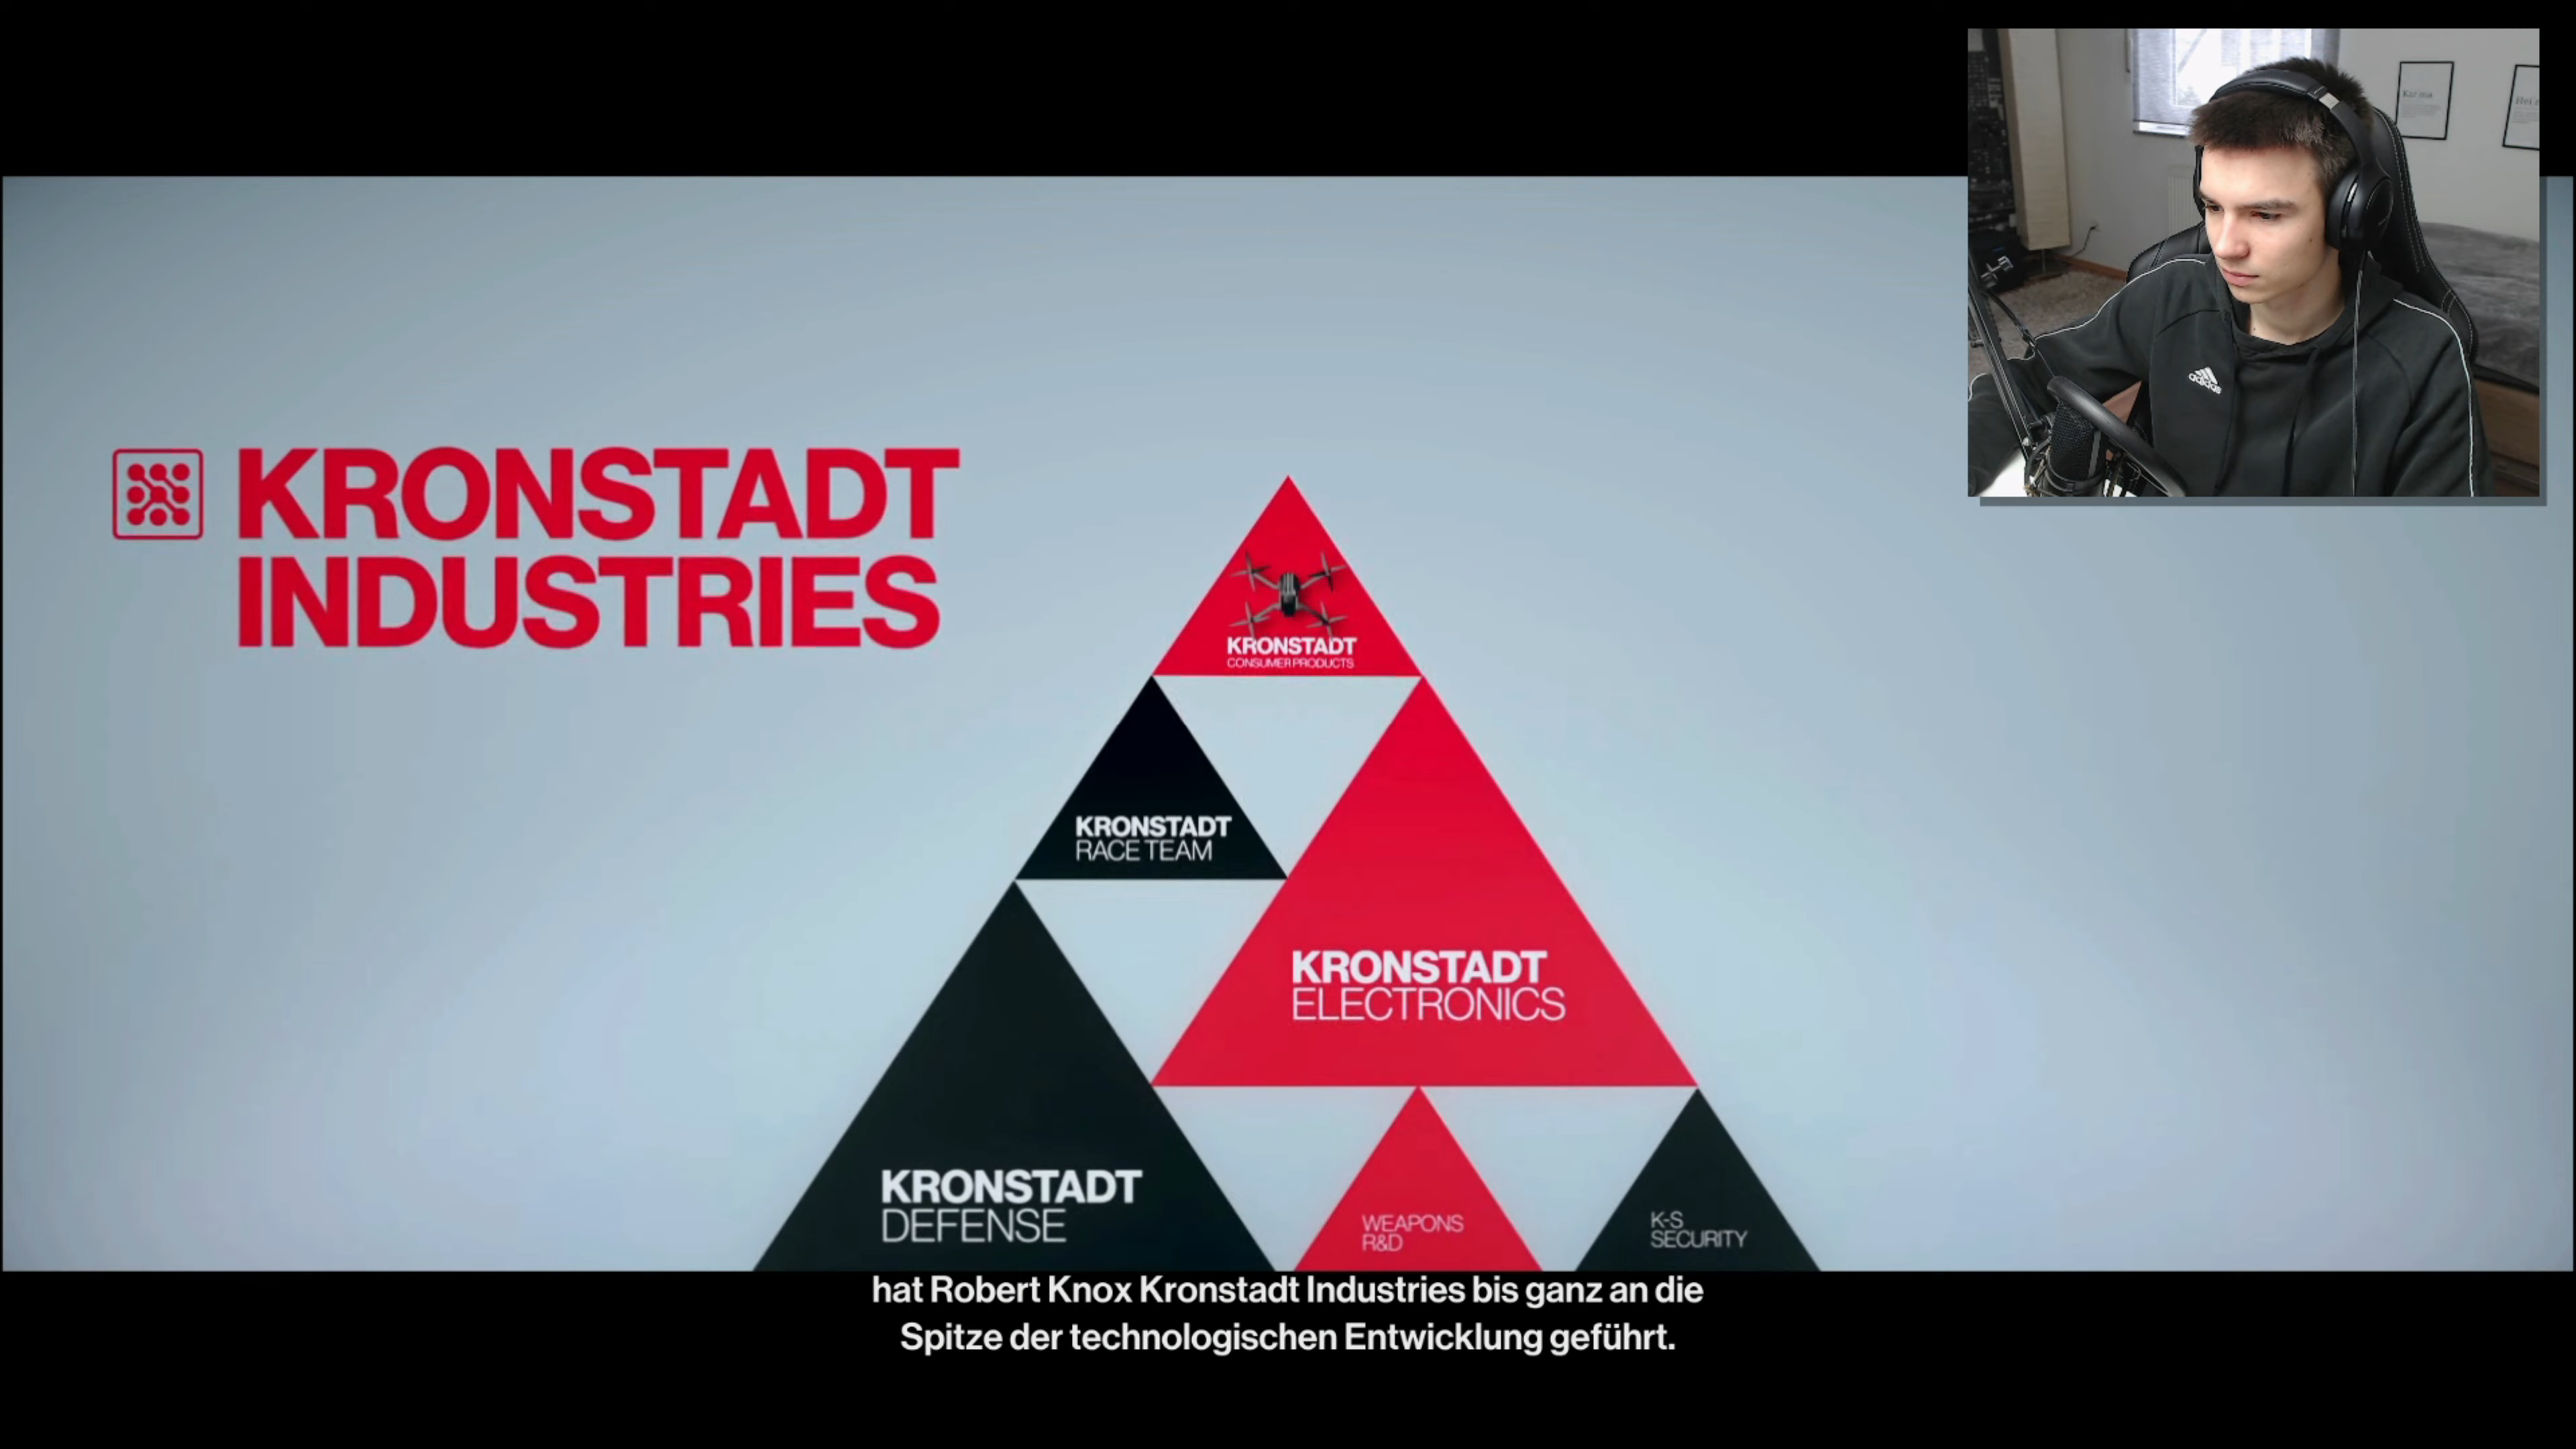 KRONSTADT
INDUSTRIES
KRONSTADT
CONSUMER PRODUCTS
KRONSTADT
RACE TEAM
KRONSTADT
ELECTRONICS
KRONSTADT
DEFENSE
WEAPONS
R&D
K-S
SECURITY
hat Robert Knox Kronstadt Industries bis ganz an die
Spitze der technologischen Entwicklung geführt.
adidas